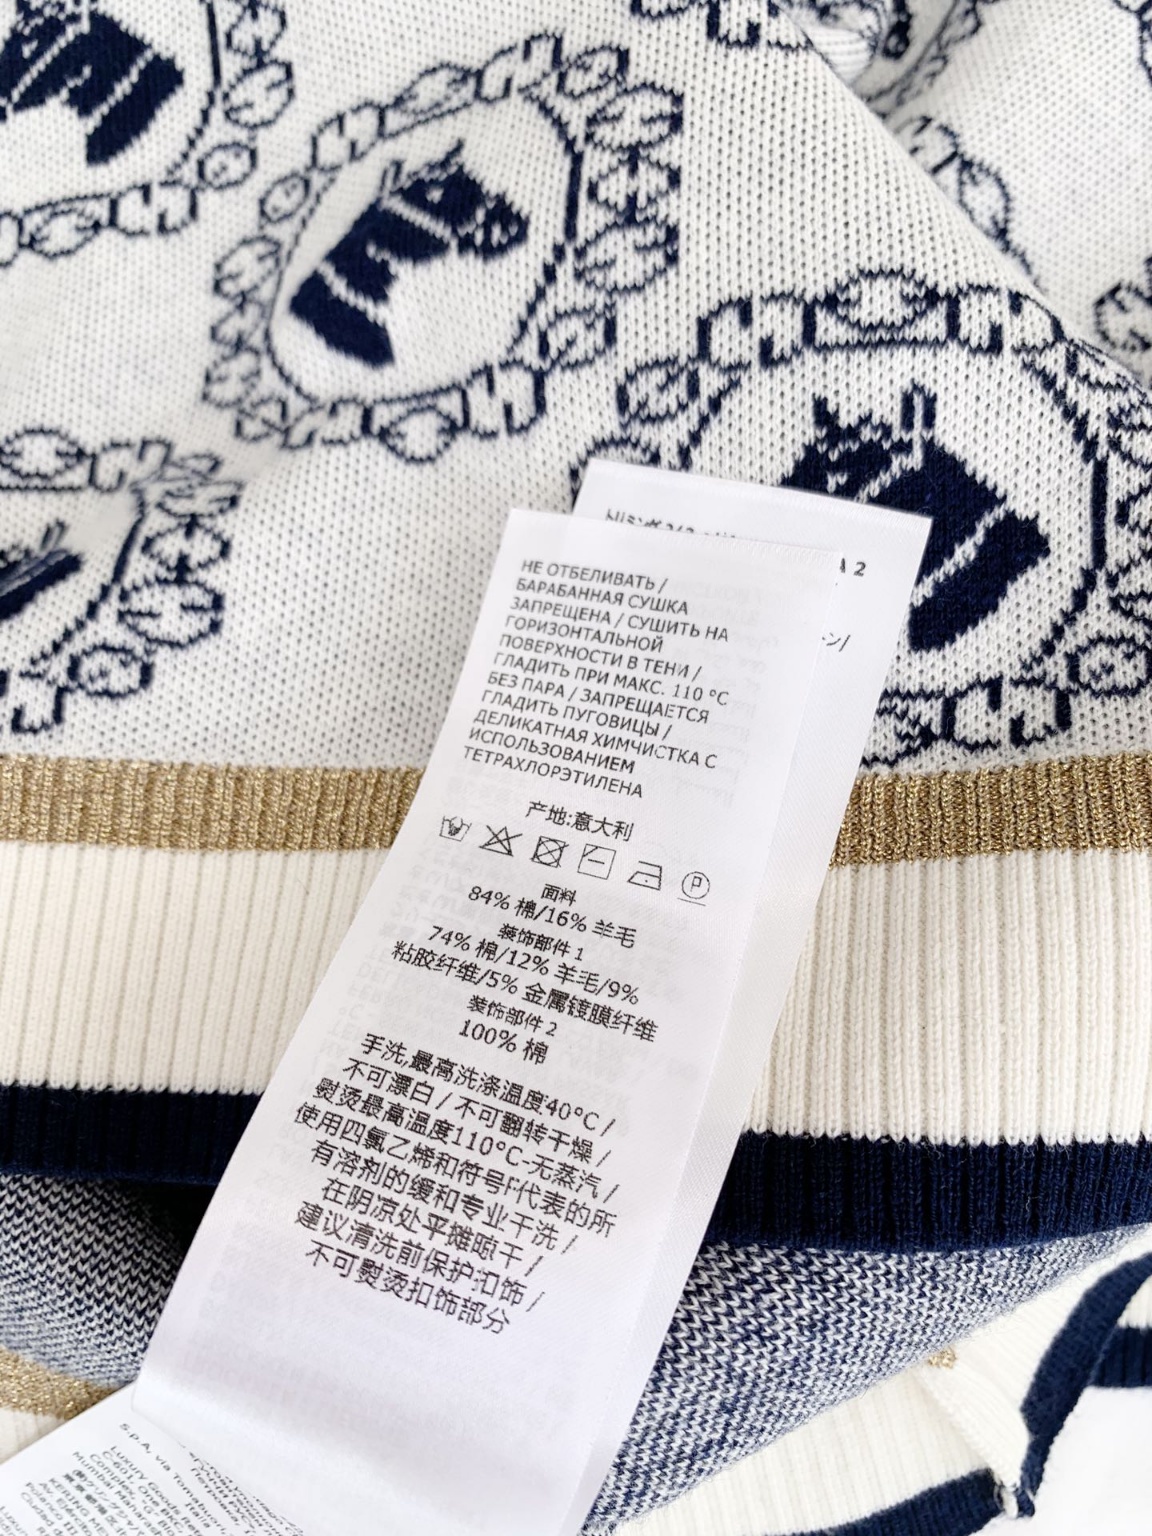 A 2
НЕ ОТБЕЛИВАТЬ /
БАРАБАННАЯ СУШКА
ЗАПРЕЩЕНА / СУШИТЬ НА
ГОРИЗОНТАЛЬНОЙ
ПОВЕРХНОСТИ В ТЕНИ /
ГЛАДИТЬ ПРИ МАКС. 110 °C
БЕЗ ПАРА / ЗАПРЕЩАЕТСЯ
ГЛАДИТЬ ПУГОВИЦЫ /
ДЕЛИКАТНАЯ ХИМЧИСТКА С
ИСПОЛЬЗОВАНИЕМ
ТЕТРАХЛОРЭТИЛЕНА
产地:意大利
P
面料
84% 棉/16% 羊毛
装饰部件 1
74% 棉/12% 羊毛/9%
粘胶纤维/5% 金属镀膜纤维
装饰部件 2
100% 棉
手洗,最高洗涤温度40°C /
不可漂白 / 不可翻转干燥 /
熨烫最高温度110°C-无蒸汽 /
使用四氯乙烯和符号F代表的所
有溶剂的缓和专业干洗 /
在阴凉处平摊晾干 /
建议清洗前保护扣饰 /
不可熨烫扣饰部分
S.p.A. via Tornabuoni
Luxury Goods